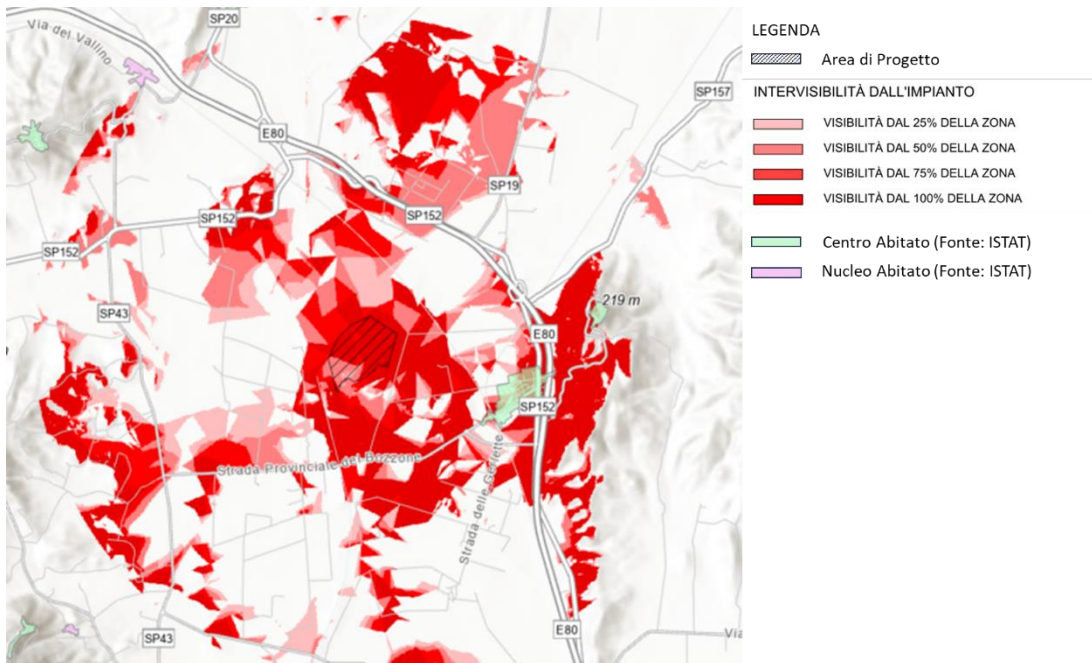 SP20
Via del Vallino
E80
SP157
SP19
SP152
SP152
SP152
219 m
SP43
E80
SP152
Strada Provinciale del Bozzone
Strada delle Gorlette
SP43
E80
Via
LEGENDA
Area di Progetto
INTERVISIBILITÀ DALL'IMPIANTO
VISIBILITÀ DAL 25% DELLA ZONA
VISIBILITÀ DAL 50% DELLA ZONA
VISIBILITÀ DAL 75% DELLA ZONA
VISIBILITÀ DAL 100% DELLA ZONA
Centro Abitato (Fonte: ISTAT)
Nucleo Abitato (Fonte: ISTAT)